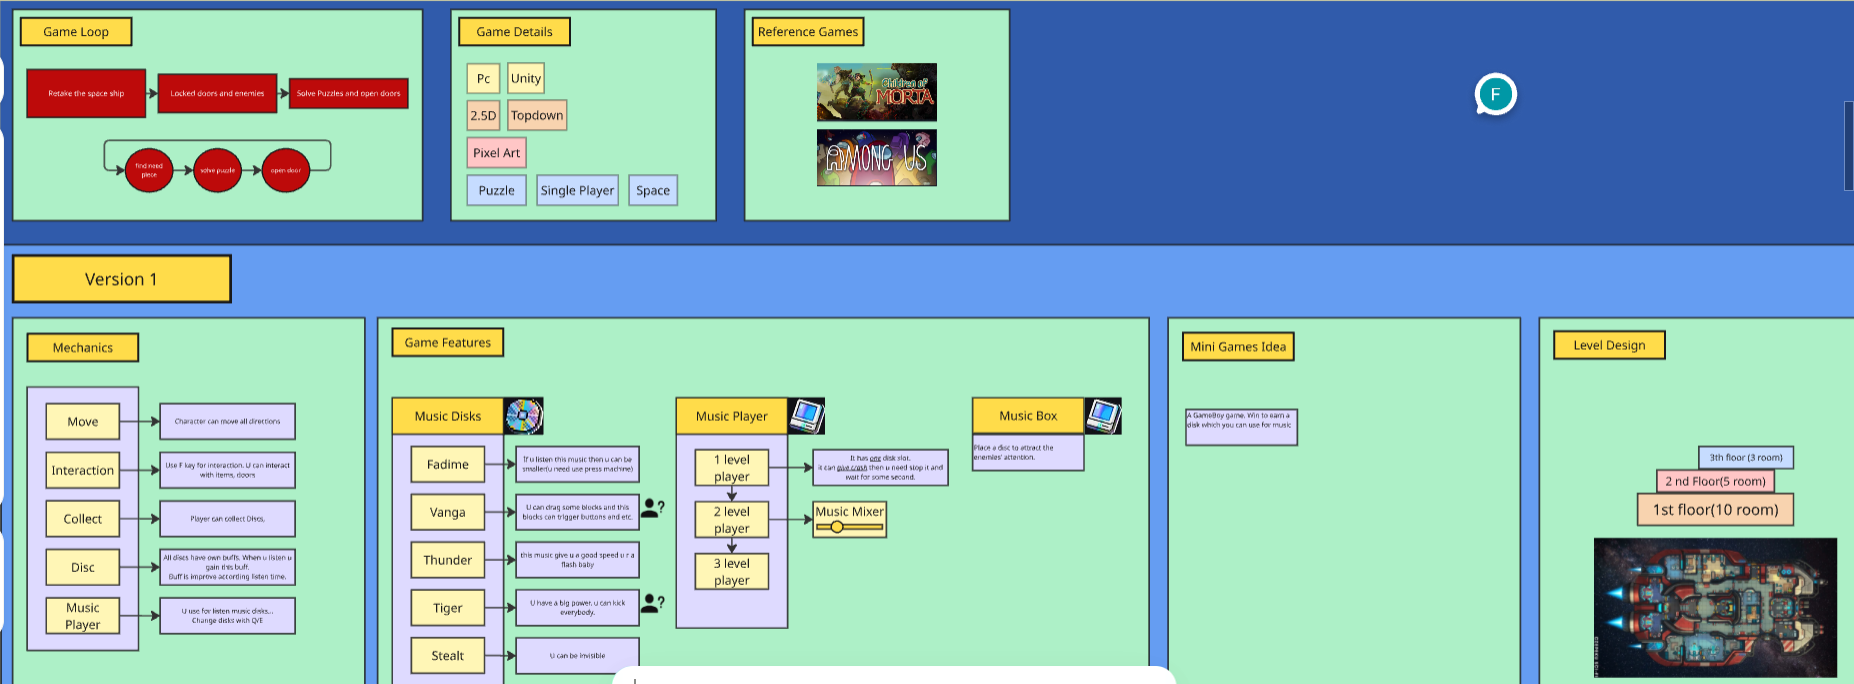 Game Loop
Retake the space ship
Locked doors and enemies
Solve Puzzles and open doors
find need
piece
solve puzzle
open door
Game Details
Pc
Unity
2.5D
Topdown
Pixel Art
Puzzle
Single Player
Space
Reference Games
Children of
MORTA
AMONG US
F
Version 1
Mechanics
Move
Character can move all directions
Interaction
Use F key for interaction. U can interact
with items, doors
Collect
Player can collect Discs,
Disc
All discs have own buffs. When u listen u
gain this buff.
Buff is improve according listen time.
Music
Player
U use for listen music disks...
Change disks with Q/E
Game Features
Music Disks
Fadime
If u listen this music then u can be
smaller(u need use press machine)
Vanga
U can drag some blocks and this
blocks can trigger buttons and etc.
?
Thunder
this music give u a good speed u r a
flash baby
Tiger
U have a big power. u can kick
everybody.
?
Stealt
U can be invisible
Music Player
1 level
player
It has one disk slot.
it can give crash then u need stop it and
wait for some second.
2 level
player
Music Mixer
3 level
player
Music Box
Place a disc to attract the
enemies' attention.
Mini Games Idea
A GameBoy game. Win to earn a
disk which you can use for music
Level Design
3th floor (3 room)
2 nd Floor(5 room)
1st floor(10 room)